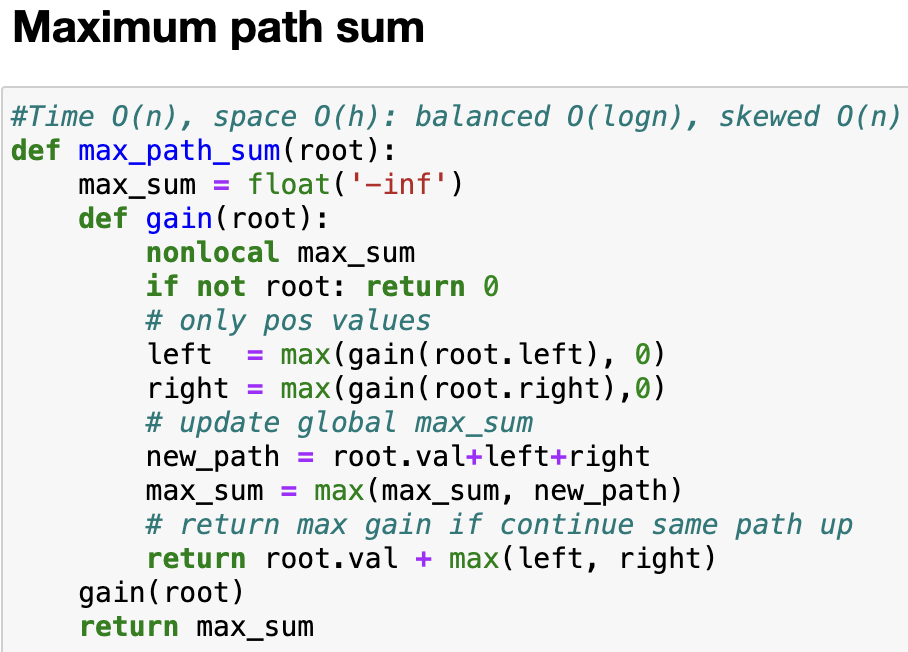 Maximum path sum
#Time O(n), space O(h): balanced O(logn), skewed O(n)
def max_path_sum(root):
    max_sum = float('-inf')
    def gain(root):
        nonlocal max_sum
        if not root: return 0
        # only pos values
        left  = max(gain(root.left), 0)
        right = max(gain(root.right),0)
        # update global max_sum
        new_path = root.val+left+right
        max_sum = max(max_sum, new_path)
        # return max gain if continue same path up
        return root.val + max(left, right)
    gain(root)
    return max_sum